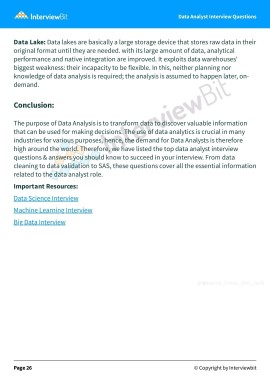 InterviewBit
Data Analyst Interview Questions
Data Lake: Data lakes are basically a large storage device that stores raw data in their
original format until they are needed. with its large amount of data, analytical
performance and native integration are improved. It exploits data warehouses'
biggest weakness: their incapacity to be flexible. In this, neither planning nor
knowledge of data analysis is required; the analysis is assumed to happen later, on-
demand.
Conclusion:
The purpose of Data Analysis is to transform data to discover valuable information
that can be used for making decisions. The use of data analytics is crucial in many
industries for various purposes, hence, the demand for Data Analysts is therefore
high around the world. Therefore, we have listed the top data analyst interview
questions & answers you should know to succeed in your interview. From data
cleaning to data validation to SAS, these questions cover all the essential information
related to the data analyst role.
Important Resources:
Data Science Interview
Machine Learning Interview
Big Data Interview
InterviewBit
Page 26
© Copyright by Interviewbit